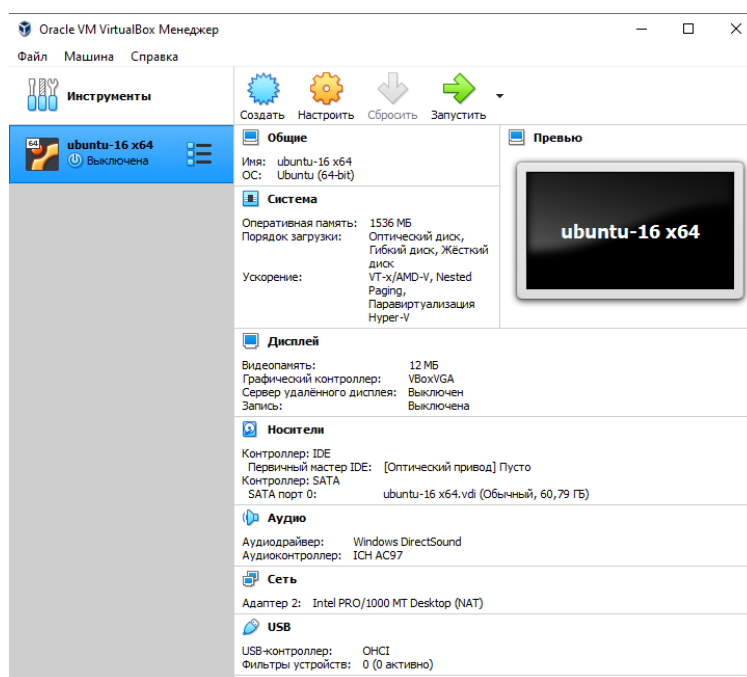 Oracle VM VirtualBox Менеджер
Файл Машина Справка
Инструменты
Создать Настроить Сбросить Запустить
64
ubuntu-16 x64
Выключена
Общие
Имя: ubuntu-16 x64
ОС: Ubuntu (64-bit)
Превью
ubuntu-16 x64
Система
Оперативная память: 1536 МБ
Порядок загрузки: Оптический диск,
Гибкий диск, Жёсткий
диск
Ускорение: VT-x/AMD-V, Nested
Paging,
Паравиртуализация
Hyper-V
Дисплей
Видеопамять: 12 МБ
Графический контроллер: VBoxVGA
Сервер удалённого дисплея: Выключен
Запись: Выключена
Носители
Контроллер: IDE
Первичный мастер IDE: [Оптический привод] Пусто
Контроллер: SATA
SATA порт 0: ubuntu-16 x64.vdi (Обычный, 60,79 ГБ)
Аудио
Аудиодрайвер: Windows DirectSound
Аудиоконтроллер: ICH AC97
Сеть
Адаптер 2: Intel PRO/1000 MT Desktop (NAT)
USB
USB-контроллер: OHCI
Фильтры устройств: 0 (0 активно)